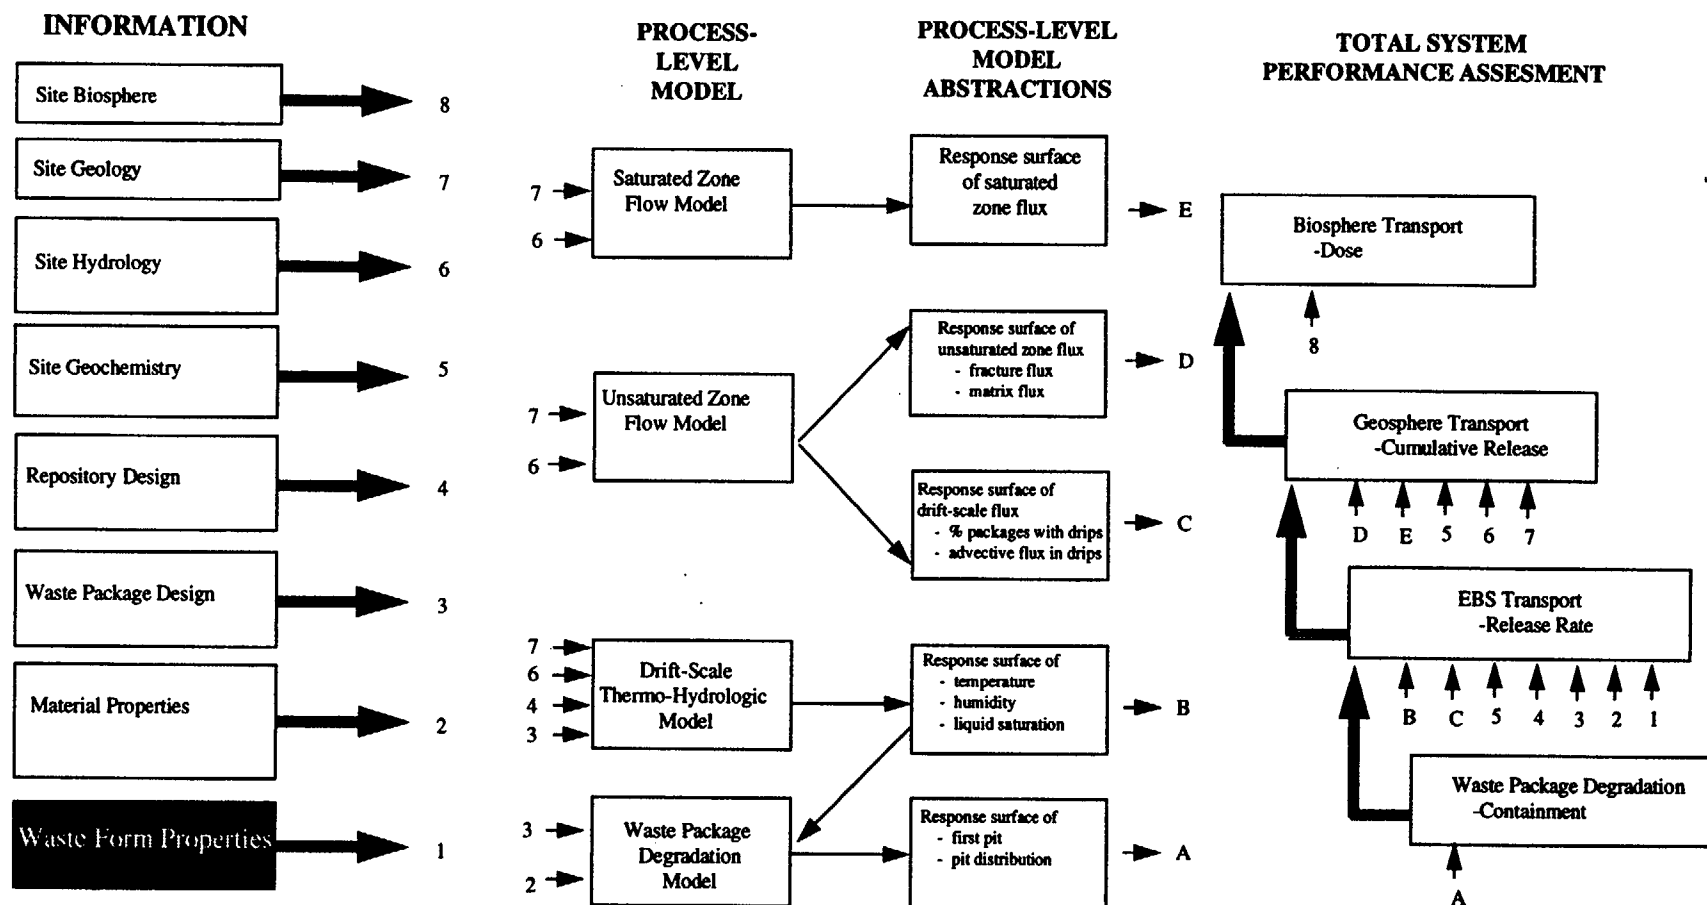 INFORMATION
Site Biosphere
8
Site Geology
7
Site Hydrology
6
Site Geochemistry
5
Repository Design
4
Waste Package Design
3
Material Properties
2
Waste Form Properties
1
PROCESS-
LEVEL
MODEL
7
6
Saturated Zone
Flow Model
7
6
Unsaturated Zone
Flow Model
7
6
4
3
Drift-Scale
Thermo-Hydrologic
Model
3
2
Waste Package
Degradation
Model
PROCESS-LEVEL
MODEL
ABSTRACTIONS
Response surface
of saturated
zone flux
E
Response surface of
unsaturated zone flux
- fracture flux
- matrix flux
D
Response surface of
drift-scale flux
- % packages with drips
- advective flux in drips
C
Response surface of
- temperature
- humidity
- liquid saturation
B
Response surface of
- first pit
- pit distribution
A
TOTAL SYSTEM
PERFORMANCE ASSESMENT
Biosphere Transport
-Dose
8
Geosphere Transport
-Cumulative Release
D E 5 6 7
EBS Transport
-Release Rate
B C 5 4 3 2 1
Waste Package Degradation
-Containment
A